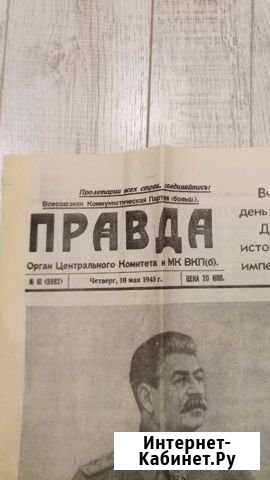 Пролетарии всех стран, соединяйтесь!
Всесоюзная Коммунистическая Партия (больш.).
ПРАВДА
Орган Центрального Комитета и МК ВКП(б).
Четверг, 10 мая 1945 г.
ЦЕНА 20 КОП.
день
исто
импе
Интернет-
Кабинет.Ру